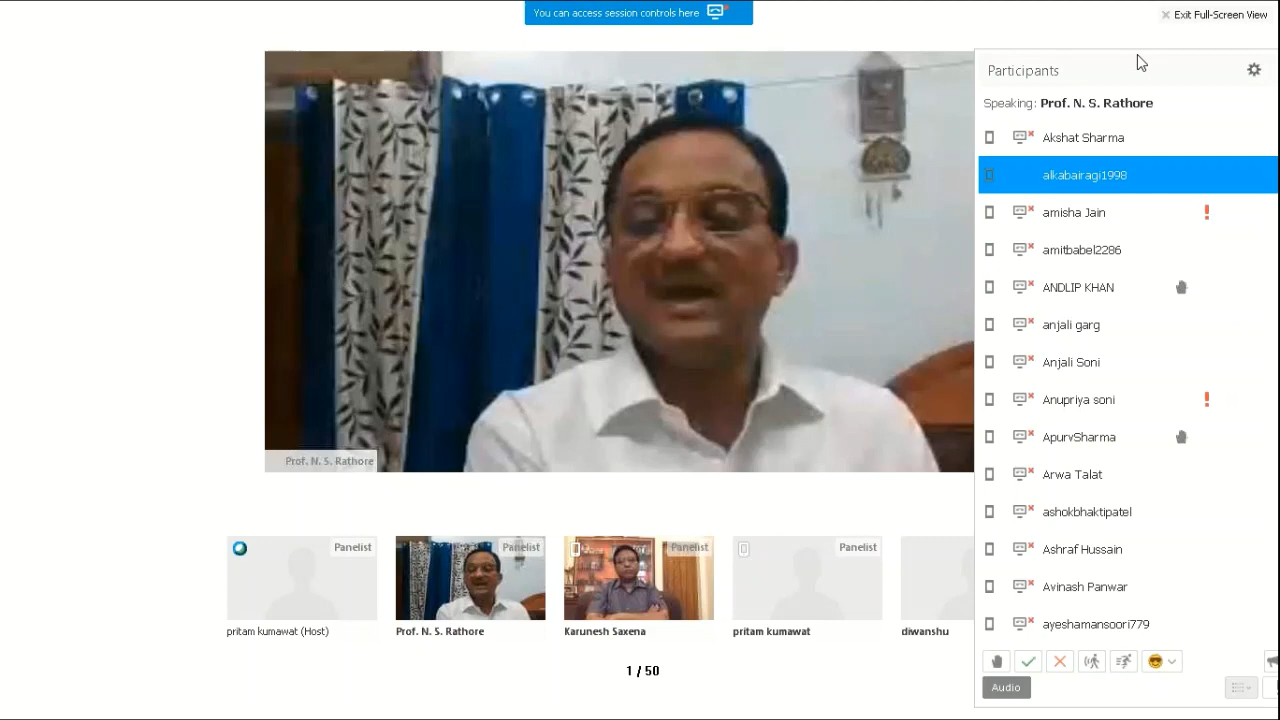 You can access session controls here
Exit Full-Screen View
Participants
Speaking: Prof. N. S. Rathore
Akshat Sharma
alkabairagi1998
amisha Jain
amitbabel2286
ANDLIP KHAN
anjali garg
Anjali Soni
Anupriya soni
ApurvSharma
Arwa Talat
ashokbhaktipatel
Ashraf Hussain
Avinash Panwar
ayeshamansoori779
Audio
Prof. N. S. Rathore
Panelist
Panelist
Panelist
Panelist
pritam kumawat (Host)
Prof. N. S. Rathore
Karunesh Saxena
pritam kumawat
diwanshu
1 / 50